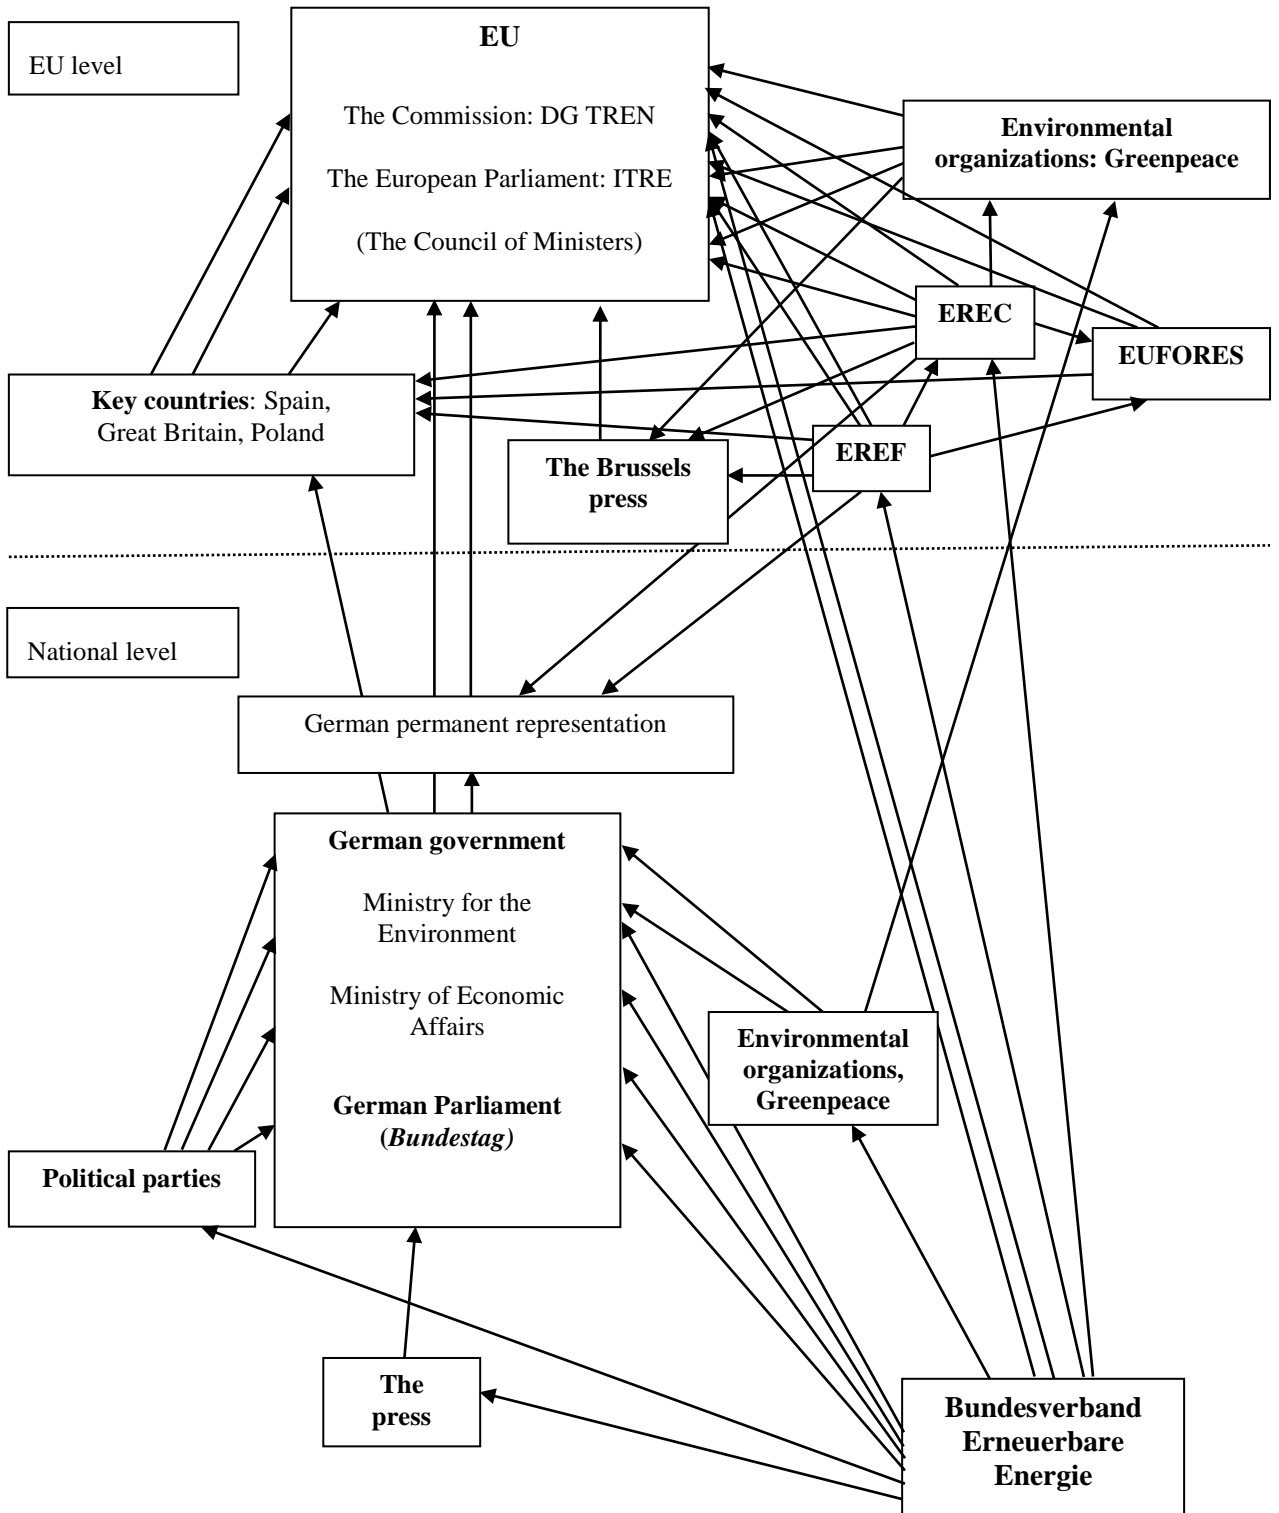 EU level
EU
The Commission: DG TREN
The European Parliament: ITRE
(The Council of Ministers)
Environmental
organizations: Greenpeace
EREC
EUFORES
Key countries: Spain,
Great Britain, Poland
The Brussels
press
EREF
National level
German permanent representation
German government
Ministry for the
Environment
Ministry of Economic
Affairs
German Parliament
(Bundestag)
Environmental
organizations,
Greenpeace
Political parties
The
press
Bundesverband
Erneuerbare
Energie